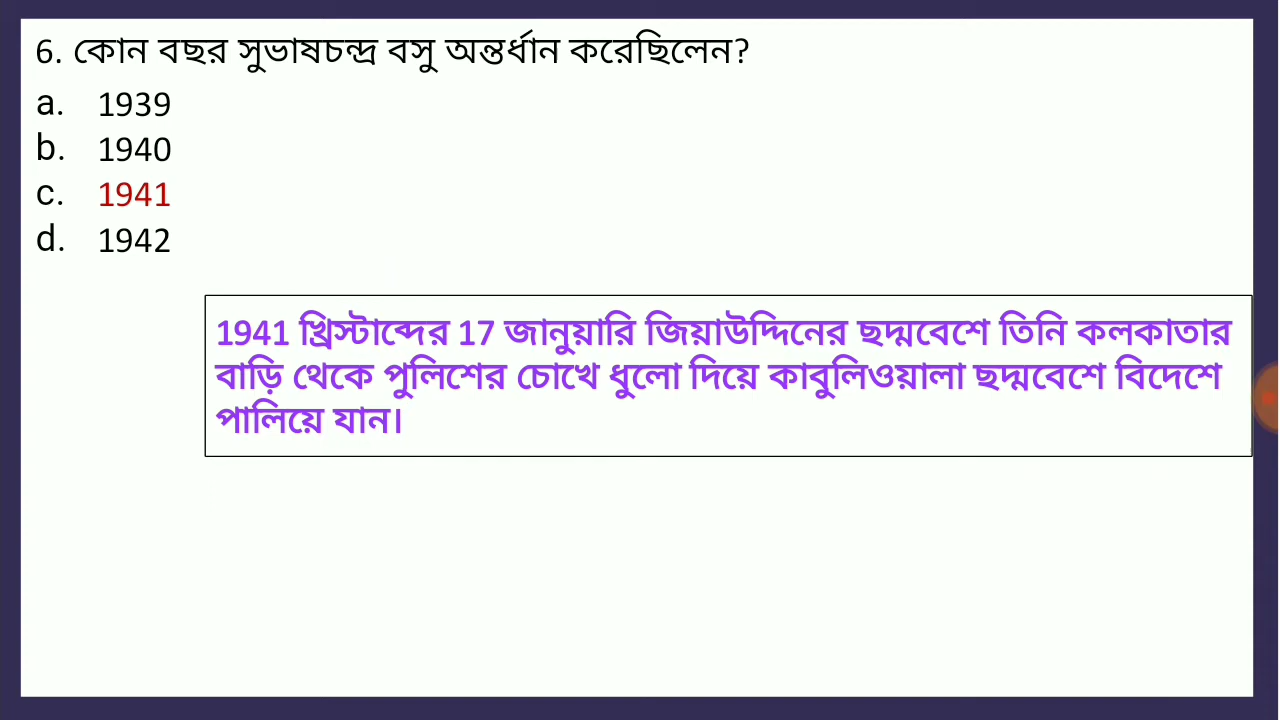 6. কোন বছর সুভাষচন্দ্র বসু অন্তর্ধান করেছিলেন?
a. 1939
b. 1940
c. 1941
d. 1942
1941 খ্রিস্টাব্দের 17 জানুয়ারি জিয়াউদ্দিনের ছদ্মবেশে তিনি কলকাতার
বাড়ি থেকে পুলিশের চোখে ধুলো দিয়ে কাবুলিওয়ালা ছদ্মবেশে বিদেশে
পালিয়ে যান।